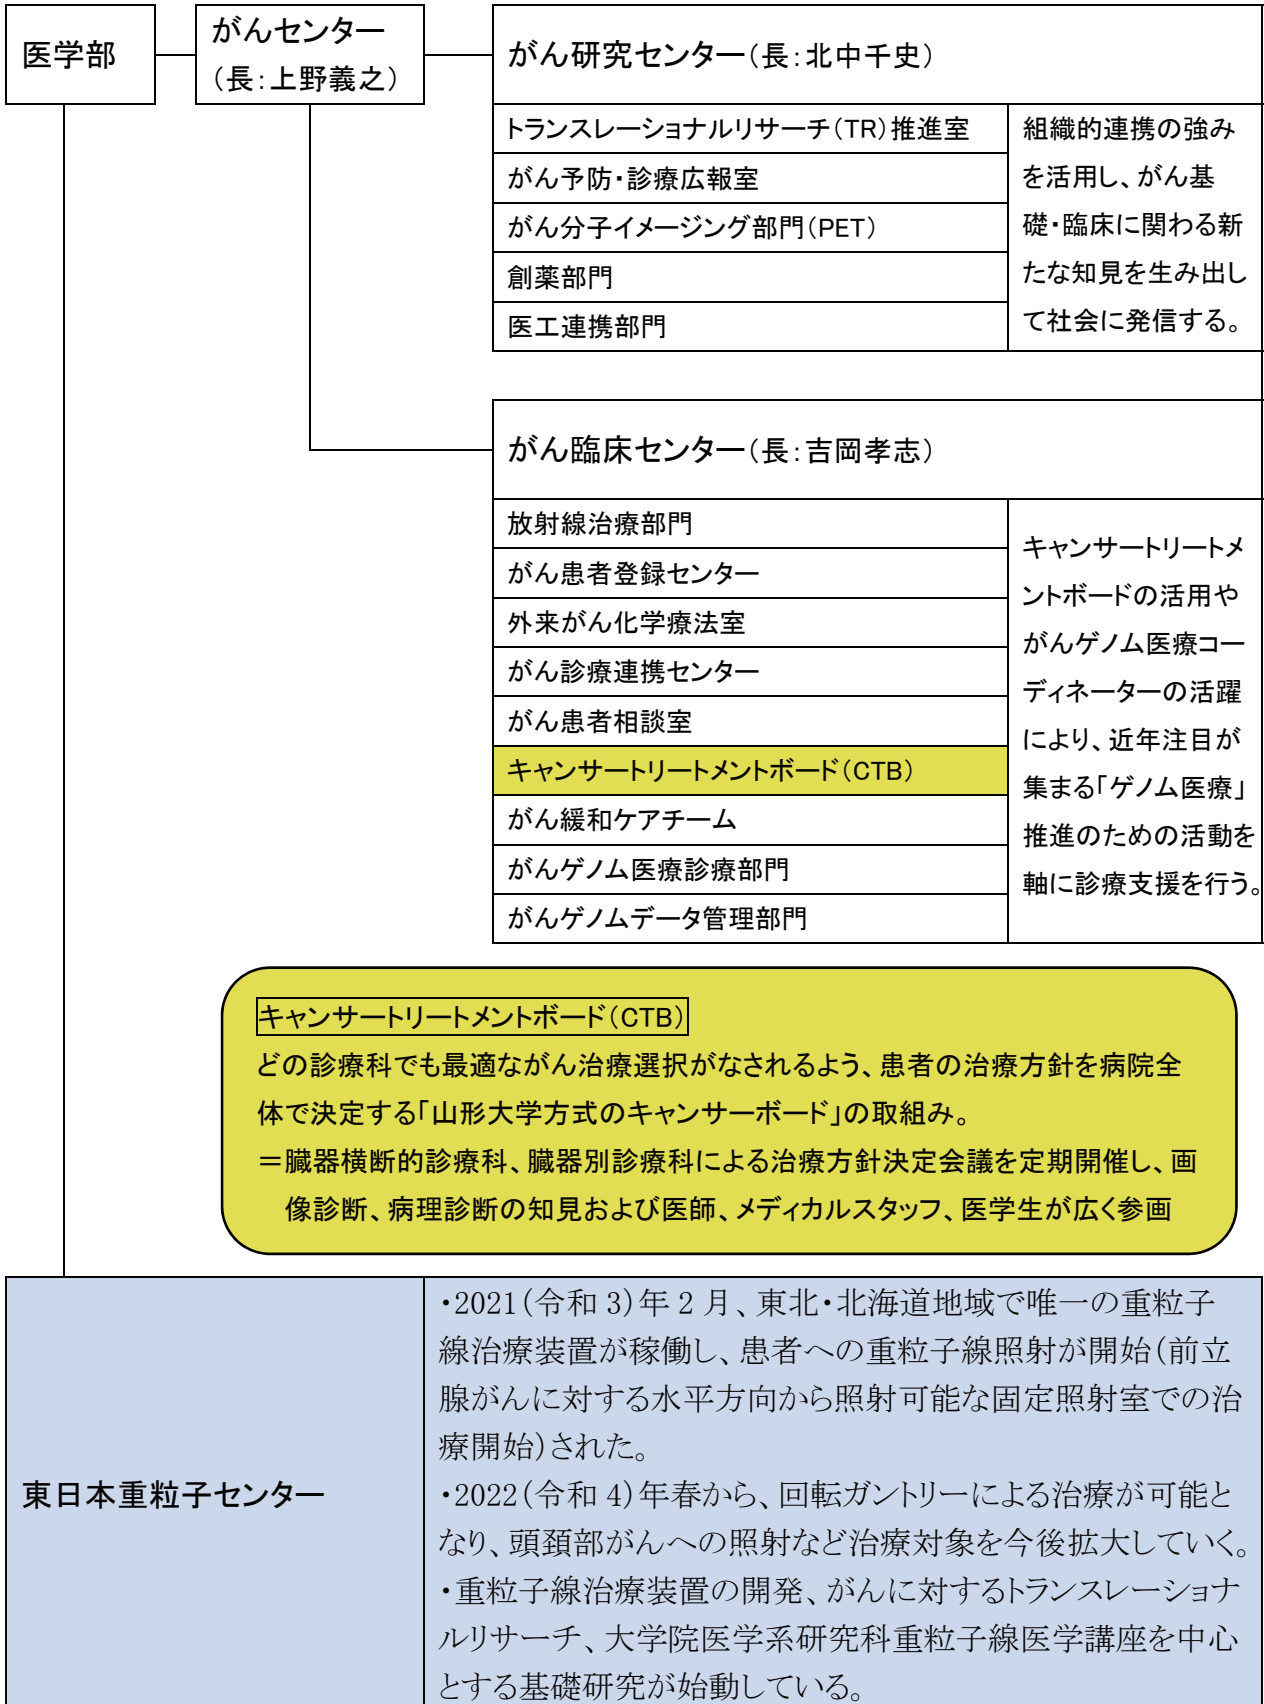 医学部
がんセンター
（長：上野義之）
がん研究センター（長：北中千史）
トランスレーショナルリサーチ（TR）推進室
がん予防・診療広報室
がん分子イメージング部門（PET）
創薬部門
医工連携部門
組織的連携の強み
を活用し、がん基
礎・臨床に関わる新
たな知見を生み出し
て社会に発信する。
がん臨床センター（長：吉岡孝志）
放射線治療部門
がん患者登録センター
外来がん化学療法室
がん診療連携センター
がん患者相談室
キャンサートリートメントボード（CTB）
がん緩和ケアチーム
がんゲノム医療診療部門
がんゲノムデータ管理部門
キャンサートリートメ
ントボードの活用や
がんゲノム医療コー
ディネーターの活躍
により、近年注目が
集まる「ゲノム医療」
推進のための活動を
軸に診療支援を行う。
キャンサートリートメントボード（CTB）
どの診療科でも最適ながん治療選択がなされるよう、患者の治療方針を病院全
体で決定する「山形大学方式のキャンサーボード」の取組み。
＝臓器横断的診療科、臓器別診療科による治療方針決定会議を定期開催し、画
像診断、病理診断の知見および医師、メディカルスタッフ、医学生が広く参画
東日本重粒子センター
・2021（令和 3）年 2 月、東北・北海道地域で唯一の重粒子
線治療装置が稼働し、患者への重粒子線照射が開始（前立
腺がんに対する水平方向から照射可能な固定照射室での治
療開始）された。
・2022（令和 4）年春から、回転ガントリーによる治療が可能と
なり、頭頚部がんへの照射など治療対象を今後拡大していく。
・重粒子線治療装置の開発、がんに対するトランスレーショナ
ルリサーチ、大学院医学系研究科重粒子線医学講座を中心
とする基礎研究が始動している。